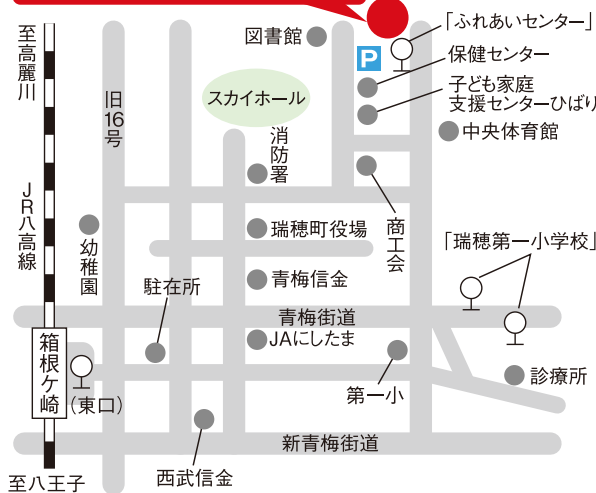 図書館
「ふれあいセンター」
P
保健センター
子ども家庭
支援センターひばり
中央体育館
至高麗川
旧16号
スカイホール
消防署
JR八高線
幼稚園
瑞穂町役場
商工会
「瑞穂第一小学校」
駐在所
青梅信金
青梅街道
JAにしたま
箱根ケ崎
(東口)
第一小
診療所
新青梅街道
西武信金
至八王子